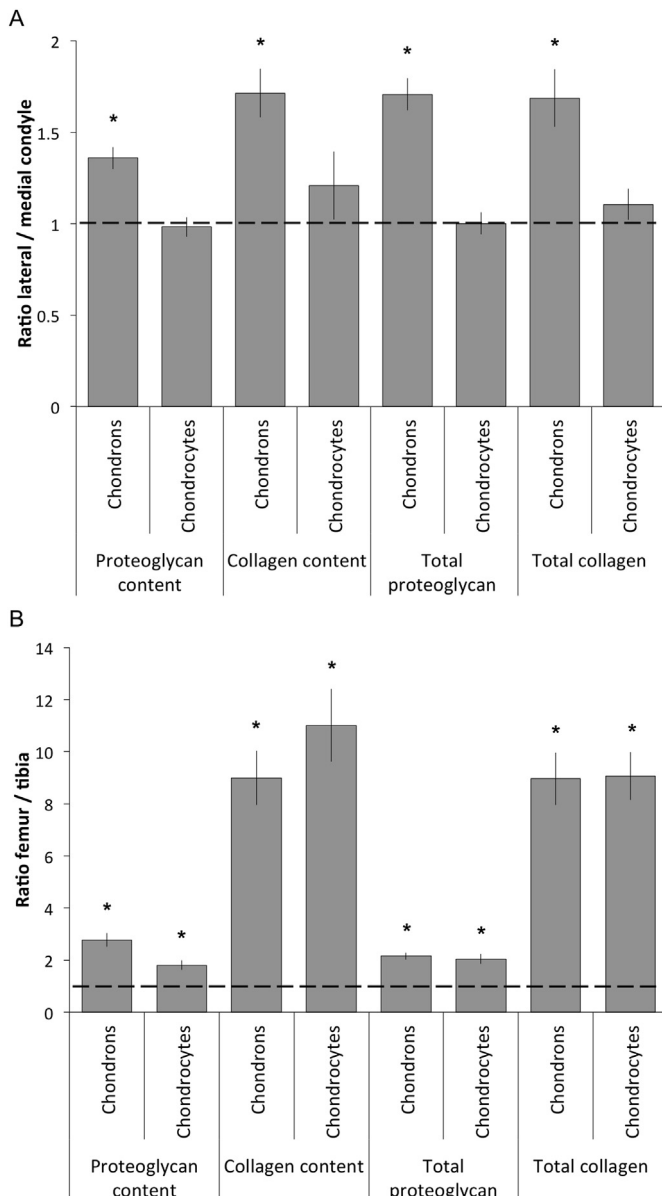 A
Ratio lateral / medial condyle
2
1.5
1
0.5
0
*
*
*
*
Chondrons
Chondrocytes
Chondrons
Chondrocytes
Chondrons
Chondrocytes
Chondrons
Chondrocytes
Proteoglycan
content
Collagen content
Total
proteoglycan
Total collagen
B
Ratio femur / tibia
14
12
10
8
6
4
2
0
*
*
*
*
*
*
*
*
Chondrons
Chondrocytes
Chondrons
Chondrocytes
Chondrons
Chondrocytes
Chondrons
Chondrocytes
Proteoglycan
content
Collagen content
Total
proteoglycan
Total collagen